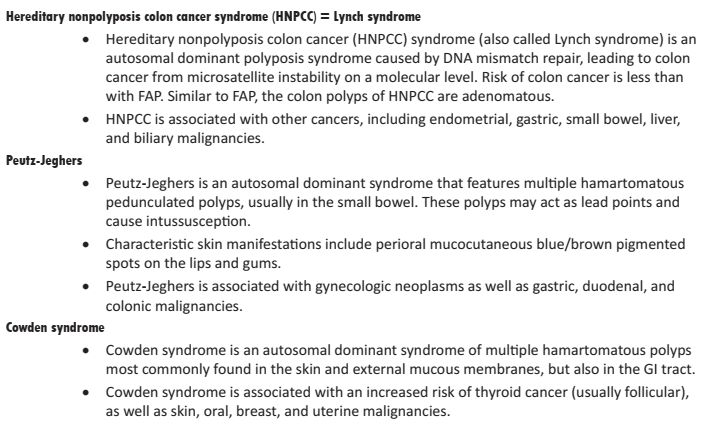 Hereditary nonpolyposis colon cancer syndrome (HNPCC) = Lynch syndrome
• Hereditary nonpolyposis colon cancer (HNPCC) syndrome (also called Lynch syndrome) is an
autosomal dominant polyposis syndrome caused by DNA mismatch repair, leading to colon
cancer from microsatellite instability on a molecular level. Risk of colon cancer is less than
with FAP. Similar to FAP, the colon polyps of HNPCC are adenomatous.
• HNPCC is associated with other cancers, including endometrial, gastric, small bowel, liver,
and biliary malignancies.
Peutz-Jeghers
• Peutz-Jeghers is an autosomal dominant syndrome that features multiple hamartomatous
pedunculated polyps, usually in the small bowel. These polyps may act as lead points and
cause intussusception.
• Characteristic skin manifestations include perioral mucocutaneous blue/brown pigmented
spots on the lips and gums.
• Peutz-Jeghers is associated with gynecologic neoplasms as well as gastric, duodenal, and
colonic malignancies.
Cowden syndrome
• Cowden syndrome is an autosomal dominant syndrome of multiple hamartomatous polyps
most commonly found in the skin and external mucous membranes, but also in the GI tract.
• Cowden syndrome is associated with an increased risk of thyroid cancer (usually follicular),
as well as skin, oral, breast, and uterine malignancies.